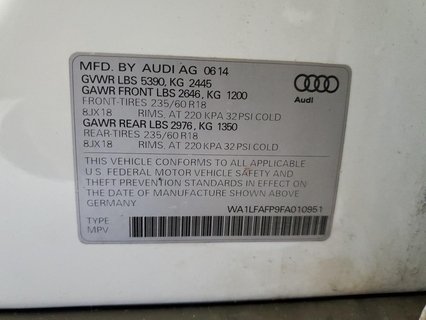 MFD. BY AUDI AG 06 14
GVWR LBS 5390, KG 2445
GAWR FRONT LBS 2646, KG 1200
FRONT-TIRES 235/60 R18
8JX18 RIMS, AT 220 KPA 32 PSI COLD
GAWR REAR LBS 2976, KG 1350
REAR-TIRES 235/60 R18
8JX18 RIMS, AT 220 KPA 32 PSI COLD
THIS VEHICLE CONFORMS TO ALL APPLICABLE
U.S. FEDERAL MOTOR VEHICLE SAFETY AND
THEFT PREVENTION STANDARDS IN EFFECT ON
THE DATE OF MANUFACTURE SHOWN ABOVE
GERMANY
TYPE
MPV
WA1LFAFP9FA010951
Audi